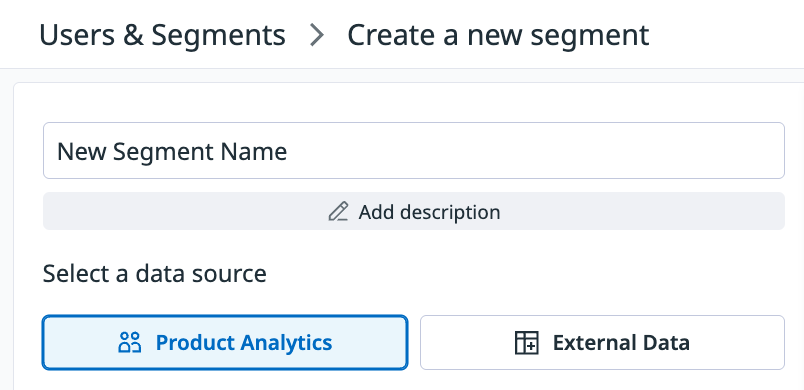 Users & Segments > Create a new segment
New Segment Name
Add description
Select a data source
Product Analytics External Data